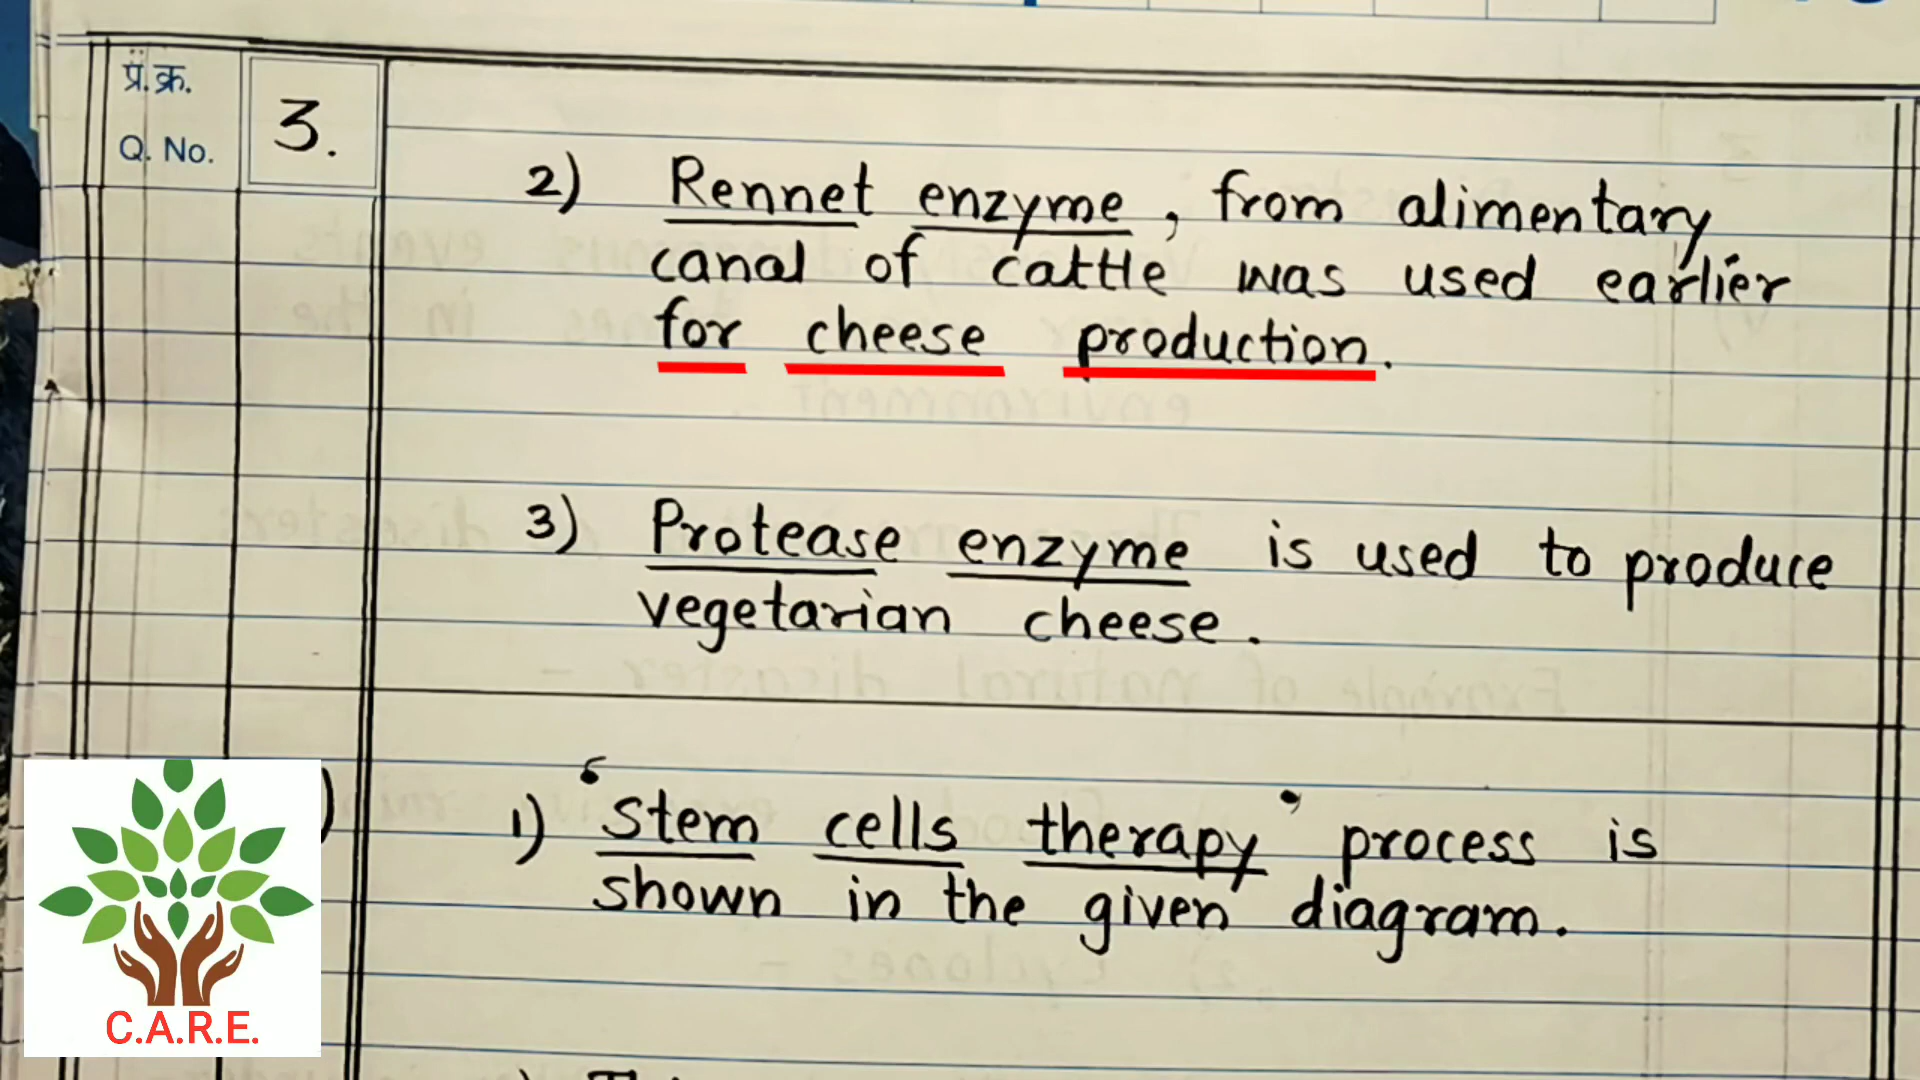 प्र.क्र.
Q. No.
3.
2) Rennet enzyme, from alimentary
canal of cattle was used earlier
for cheese production.
3) Protease enzyme is used to produce
vegetarian cheese.
1) ‘Stem cells therapy’ process is
shown in the given diagram.
C.A.R.E.